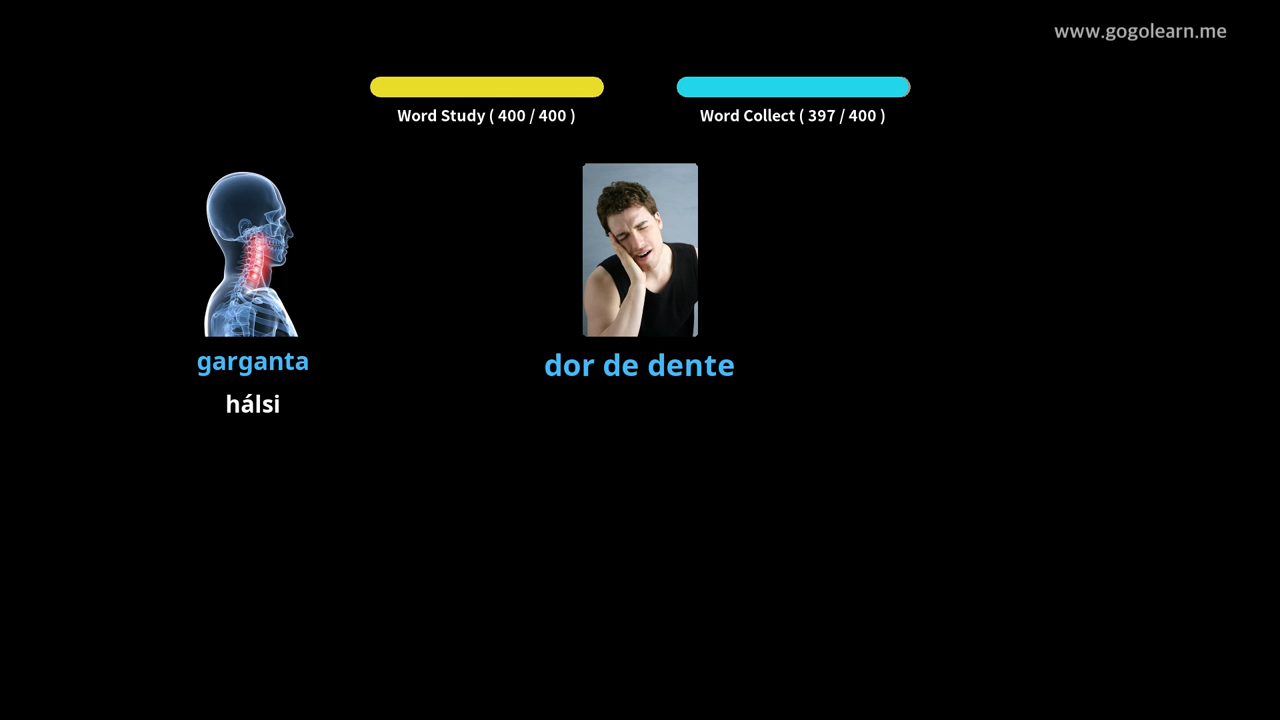 www.gogolearn.me
Word Study ( 400 / 400 )
Word Collect ( 397 / 400 )
garganta
hálsi
dor de dente